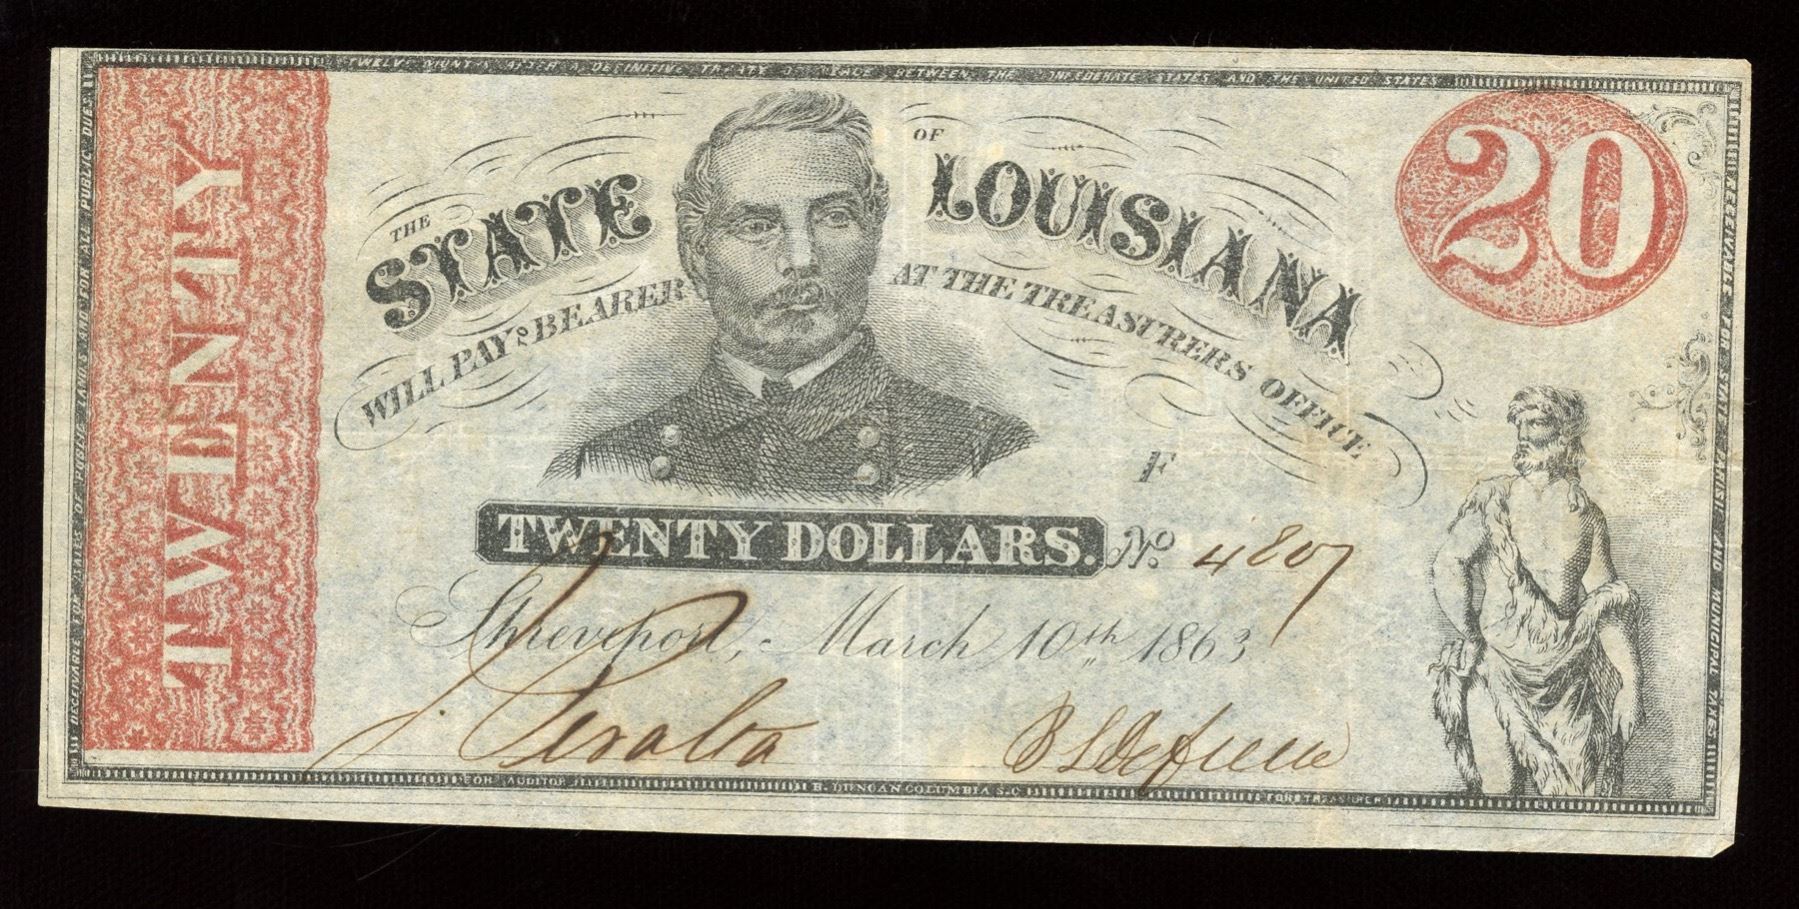 TWELVE MONTHS AFTER A DEFINITIVE TREATY OF PEACE BETWEEN THE CONFEDERATE STATES AND THE UNITED STATES
RECEIVABLE FOR SALES OF PUBLIC LANDS AND FOR ALL PUBLIC DUES
TWENTY
THE STATE OF LOUISIANA
20
WILL PAY TO BEARER AT THE TREASURERS OFFICE
F
TWENTY DOLLARS. No. 4807
Shreveport, March 10th 1863
J. Peralta
FOR AUDITOR
B. DUNCAN COLUMBIA S.C
FOR TREASURER
RECEIVABLE FOR STATE PARISH AND MUNICIPAL TAXES